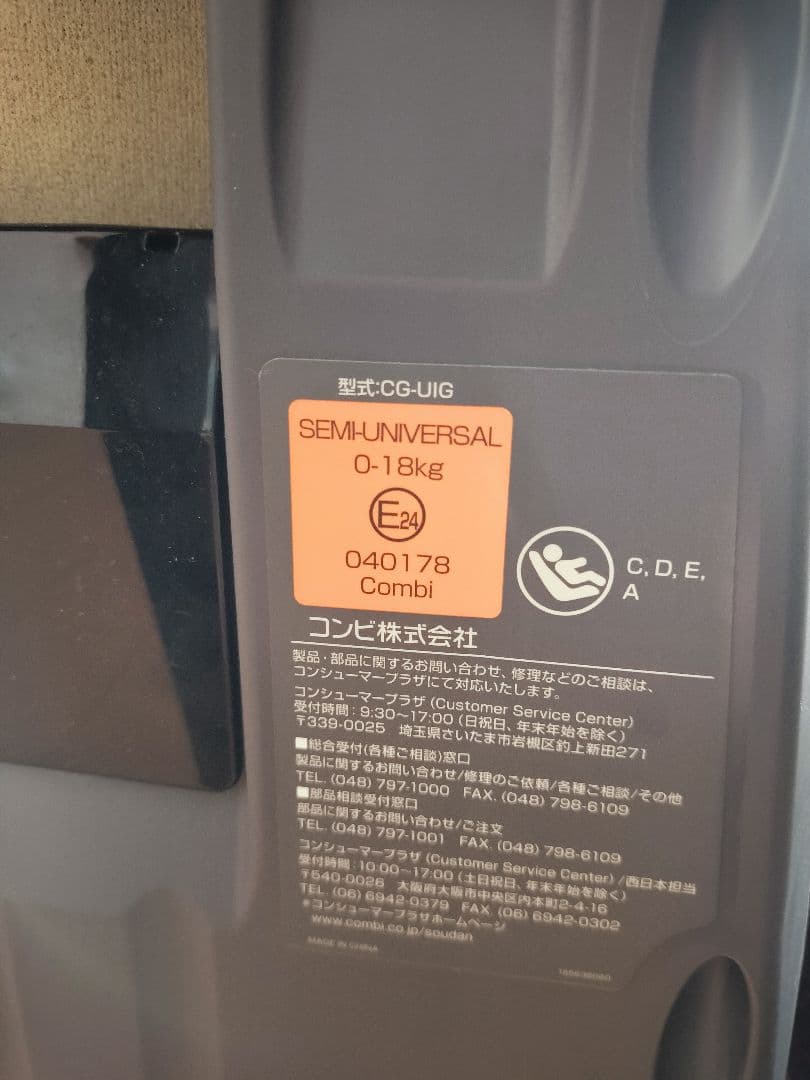 型式:CG-UIG
SEMI-UNIVERSAL
0-18kg
E24
040178
Combi
C, D, E,
A
コンビ株式会社
製品・部品に関するお問い合わせ、修理などのご相談は、
コンシューマープラザにて対応いたします。
コンシューマープラザ (Customer Service Center)
受付時間:9:30〜17:00 (日祝日、年末年始を除く)
〒339-0025 埼玉県さいたま市岩槻区釣上新田271
■総合受付(各種ご相談)窓口
製品に関するお問い合わせ/修理のご依頼/各種ご相談/その他
TEL. (048) 797-1000 FAX. (048) 798-6109
■部品相談受付窓口
部品に関するお問い合わせ/ご注文
TEL. (048) 797-1001 FAX. (048) 798-6109
コンシューマープラザ (Customer Service Center) /西日本担当
受付時間:10:00〜17:00 (土日祝日、年末年始を除く)
〒540-0026 大阪府大阪市中央区内本町2-4-16
TEL. (06) 6942-0379 FAX. (06) 6942-0302
*コンシューマープラザホームページ
www.combi.co.jp/soudan
MADE IN CHINA